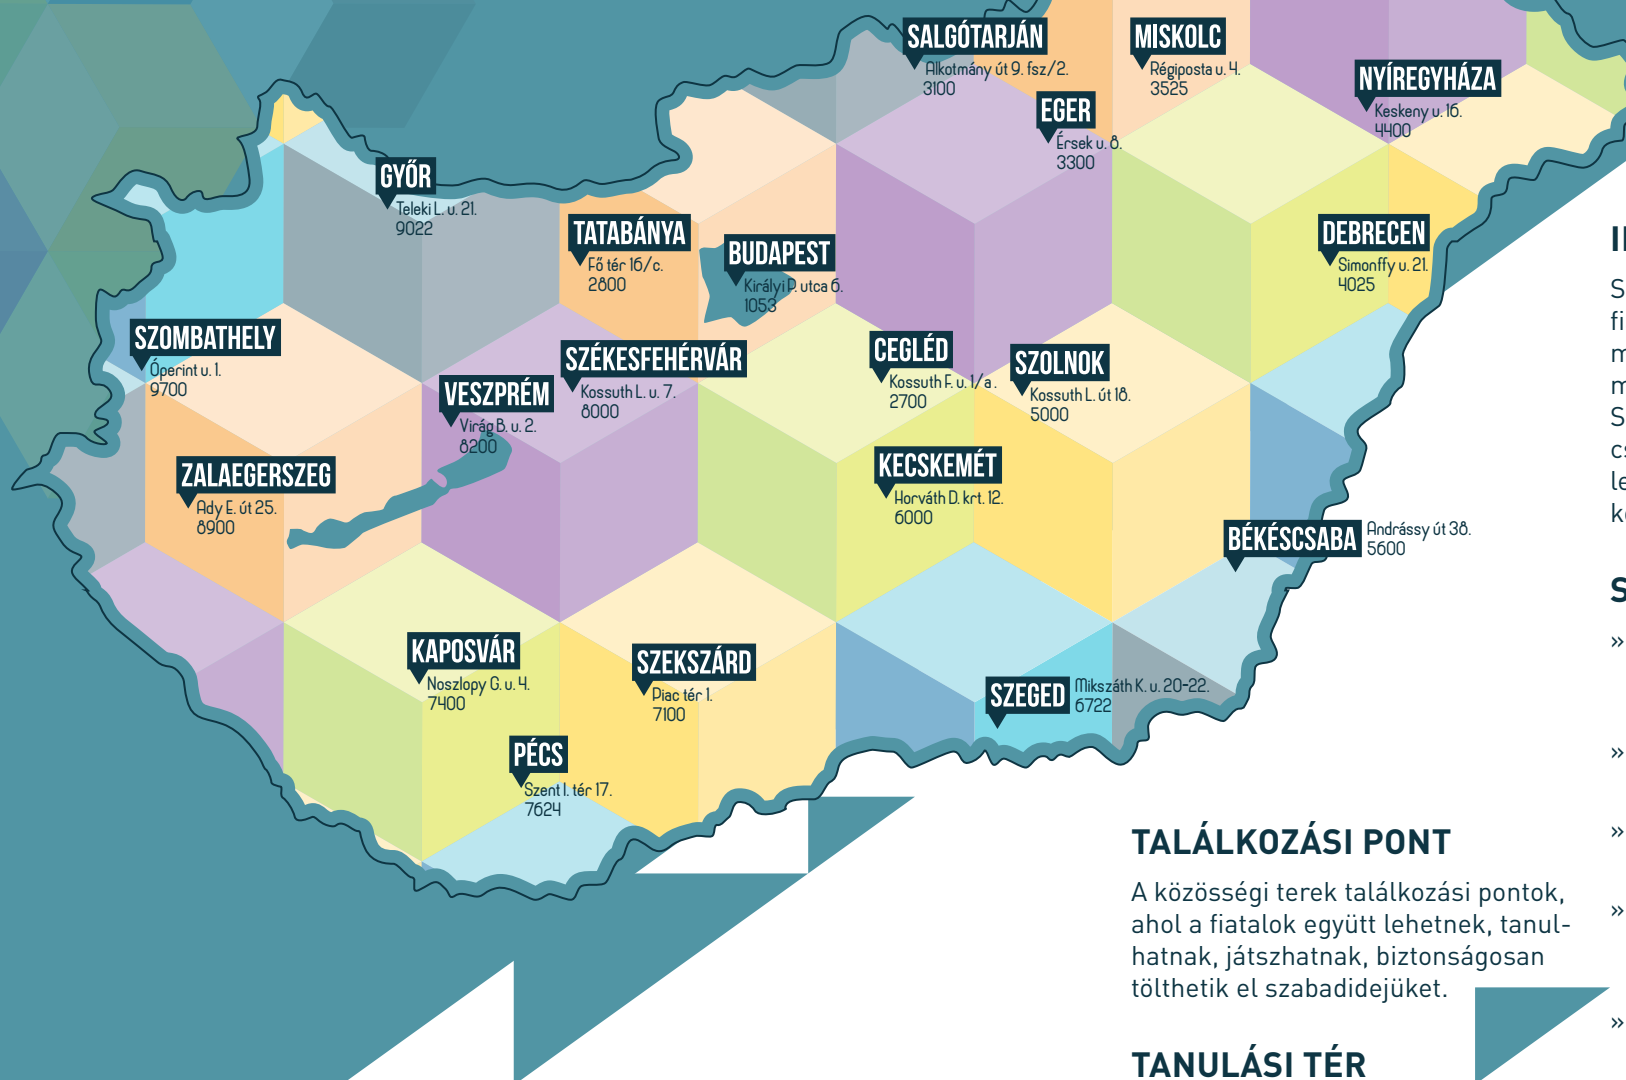 SALGÓTARJÁN
Alkotmány út 9. fsz/2.
3100
MISKOLC
Régiposta u. 4.
3525
NYÍREGYHÁZA
Keskeny u. 16.
4400
EGER
Érsek u. 8.
3300
GYŐR
Teleki L. u. 21.
9022
TATABÁNYA
Fő tér 16/c.
2800
BUDAPEST
Királyi P. utca 6.
1053
DEBRECEN
Simonffy u. 21.
4025
SZOMBATHELY
Óperint u. 1.
9700
SZÉKESFEHÉRVÁR
Kossuth L. u. 7.
8000
CEGLÉD
Kossuth F. u. 1/a.
2700
SZOLNOK
Kossuth L. út 18.
5000
VESZPRÉM
Virág B. u. 2.
8200
ZALAEGERSZEG
Ady E. út 25.
8900
KECSKEMÉT
Horváth D. krt. 12.
6000
BÉKÉSCSABA
Andrássy út 38.
5600
KAPOSVÁR
Noszlopy G. u. 4.
7400
SZEKSZÁRD
Piac tér 1.
7100
SZEGED
Mikszáth K. u. 20-22.
6722
PÉCS
Szent I. tér 17.
7624
TALÁLKOZÁSI PONT
A közösségi terek találkozási pontok,
ahol a fiatalok együtt lehetnek, tanul-
hatnak, játszhatnak, biztonságosan
tölthetik el szabadidejüket.
TANULÁSI TÉR